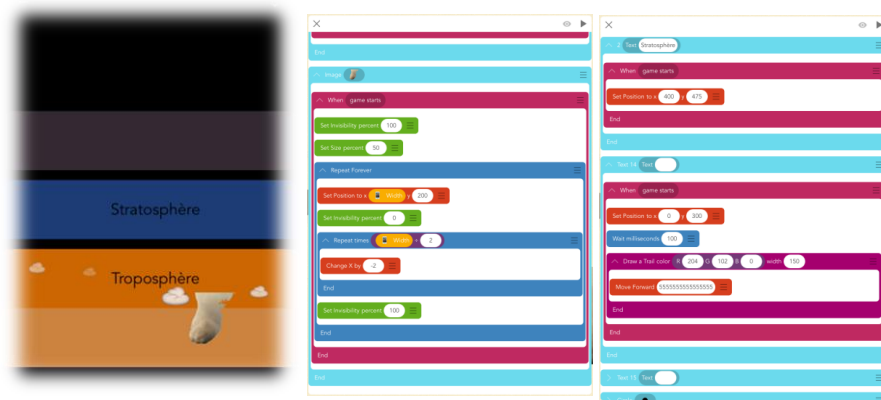 Stratosphère
Troposphère
End
Image
When game starts
Set Invisibility percent 100
Set Size percent 50
Repeat Forever
Set Position to x Width y 200
Set Invisibility percent 0
Repeat times Width ÷ 2
Change X by -2
End
Set Invisibility percent 100
End
End
End
2 Text Stratosphère
When game starts
Set Position to x 400 y 475
End
End
Text 14 Text
When game starts
Set Position to x 0 y 300
Wait milliseconds 100
Draw a Trail color R 204 G 102 B 0 width 150
Move Forward 5555555555555555
End
End
End
Text 15 Text